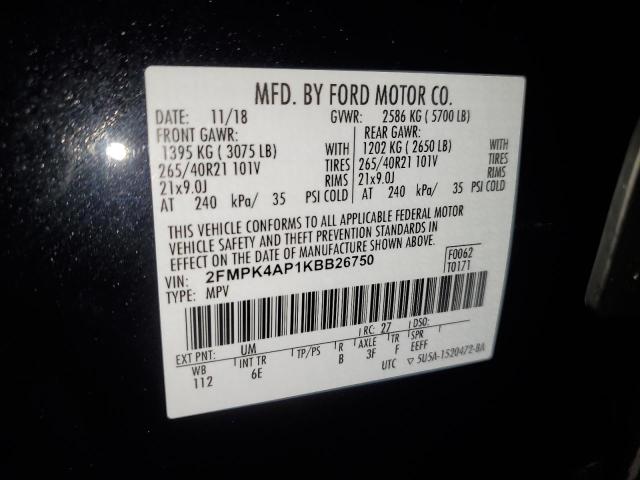 MFD. BY FORD MOTOR CO.
DATE: 11/18 GVWR: 2586 KG ( 5700 LB)
FRONT GAWR: REAR GAWR:
1395 KG ( 3075 LB) WITH 1202 KG ( 2650 LB) WITH
265/40R21 101V TIRES 265/40R21 101V TIRES
21x9.0J RIMS 21x9.0J RIMS
AT 240 kPa/ 35 PSI COLD AT 240 kPa/ 35 PSI COLD
THIS VEHICLE CONFORMS TO ALL APPLICABLE FEDERAL MOTOR
VEHICLE SAFETY AND THEFT PREVENTION STANDARDS IN
EFFECT ON THE DATE OF MANUFACTURE SHOWN ABOVE.
VIN: 2FMPK4AP1KBB26750 F0062
TYPE: MPV T0171
EXT PNT: UM RC: 27 DSO:
WB INT TR TP/PS R AXLE TR SPR
112 6E B 3F F EEFF
UTC ▽ 5U5A-1520472-BA